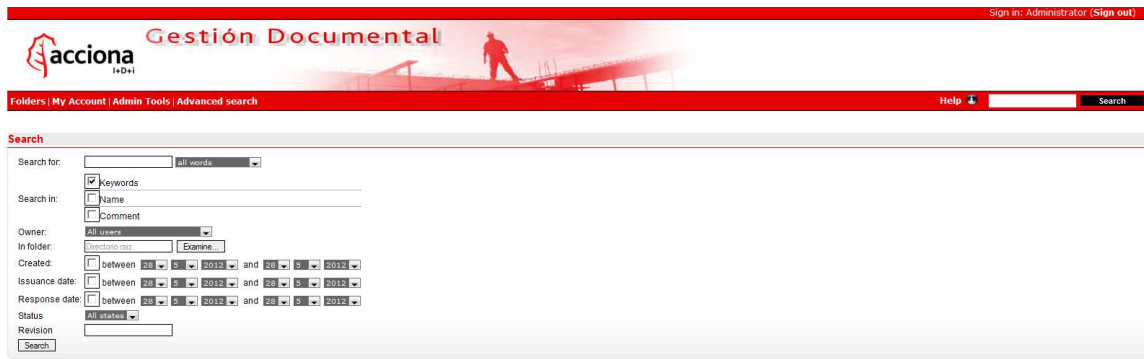 Sign in: Administrator (Sign out)
Gestión Documental
acciona
I+D+i
Folders | My Account | Admin Tools | Advanced search Help Search
Search
Search for: all words
Keywords
Search in: Name
Comment
Owner: All users
In folder: Directorio raiz Examine...
Created: between 28 5 2012 and 28 5 2012
Issuance date: between 28 5 2012 and 28 5 2012
Response date: between 28 5 2012 and 28 5 2012
Status All states
Revision
Search